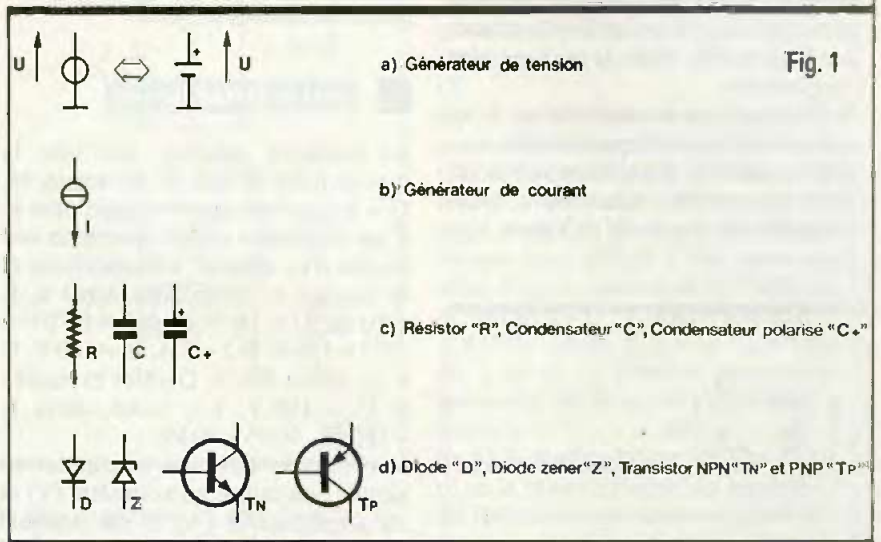 Fig. 1
U
U
+
a) Générateur de tension
I
b) Générateur de courant
R
C
+
C+
c) Résistor "R", Condensateur "C", Condensateur polarisé "C+"
D
Z
TN
TP
d) Diode "D", Diode zener "Z", Transistor NPN "TN" et PNP "TP"